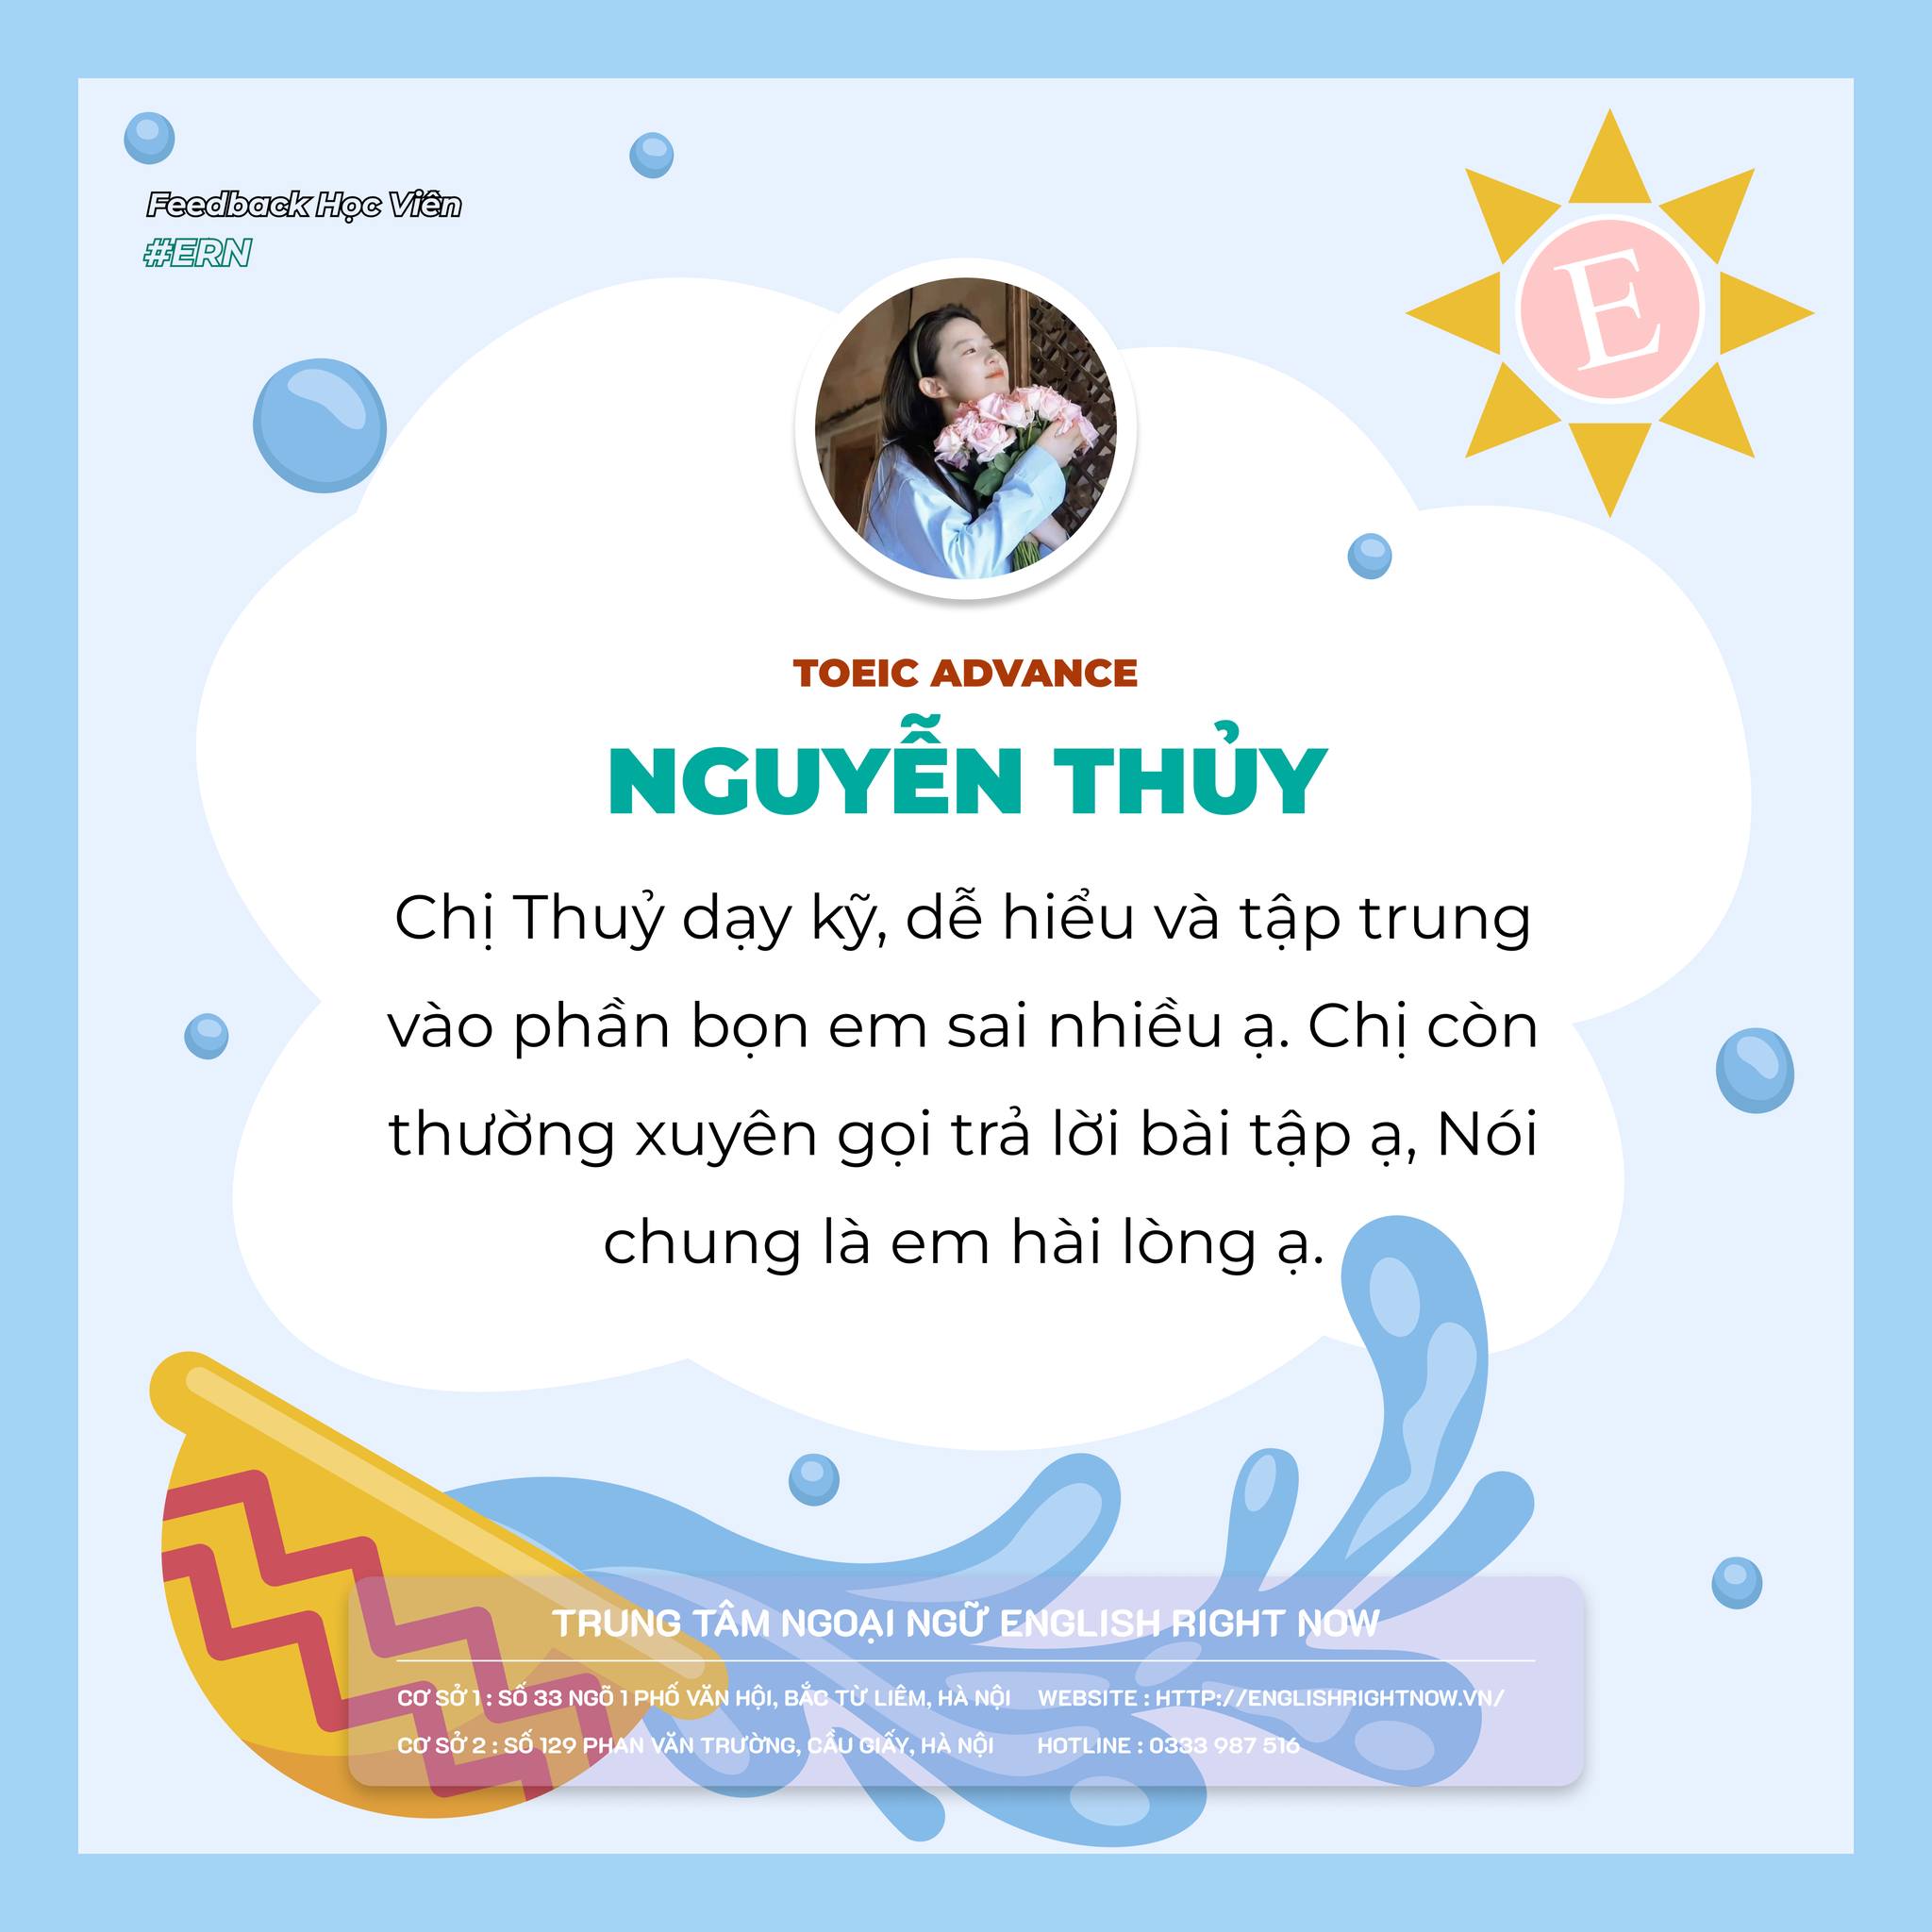 Feedback Học Viên
#ERN
E
TOEIC ADVANCE
NGUYỄN THỦY
Chị Thuỷ dạy kỹ, dễ hiểu và tập trung
vào phần bọn em sai nhiều ạ. Chị còn
thường xuyên gọi trả lời bài tập ạ, Nói
chung là em hài lòng ạ.
TRUNG TÂM NGOẠI NGỮ ENGLISH RIGHT NOW
CƠ SỞ 1 : SỐ 33 NGÕ 1 PHỐ VĂN HỘI, BẮC TỪ LIÊM, HÀ NỘI WEBSITE : HTTP://ENGLISHRIGHTNOW.VN/
CƠ SỞ 2 : SỐ 129 PHAN VĂN TRƯỜNG, CẦU GIẤY, HÀ NỘI HOTLINE : 0333 987 516